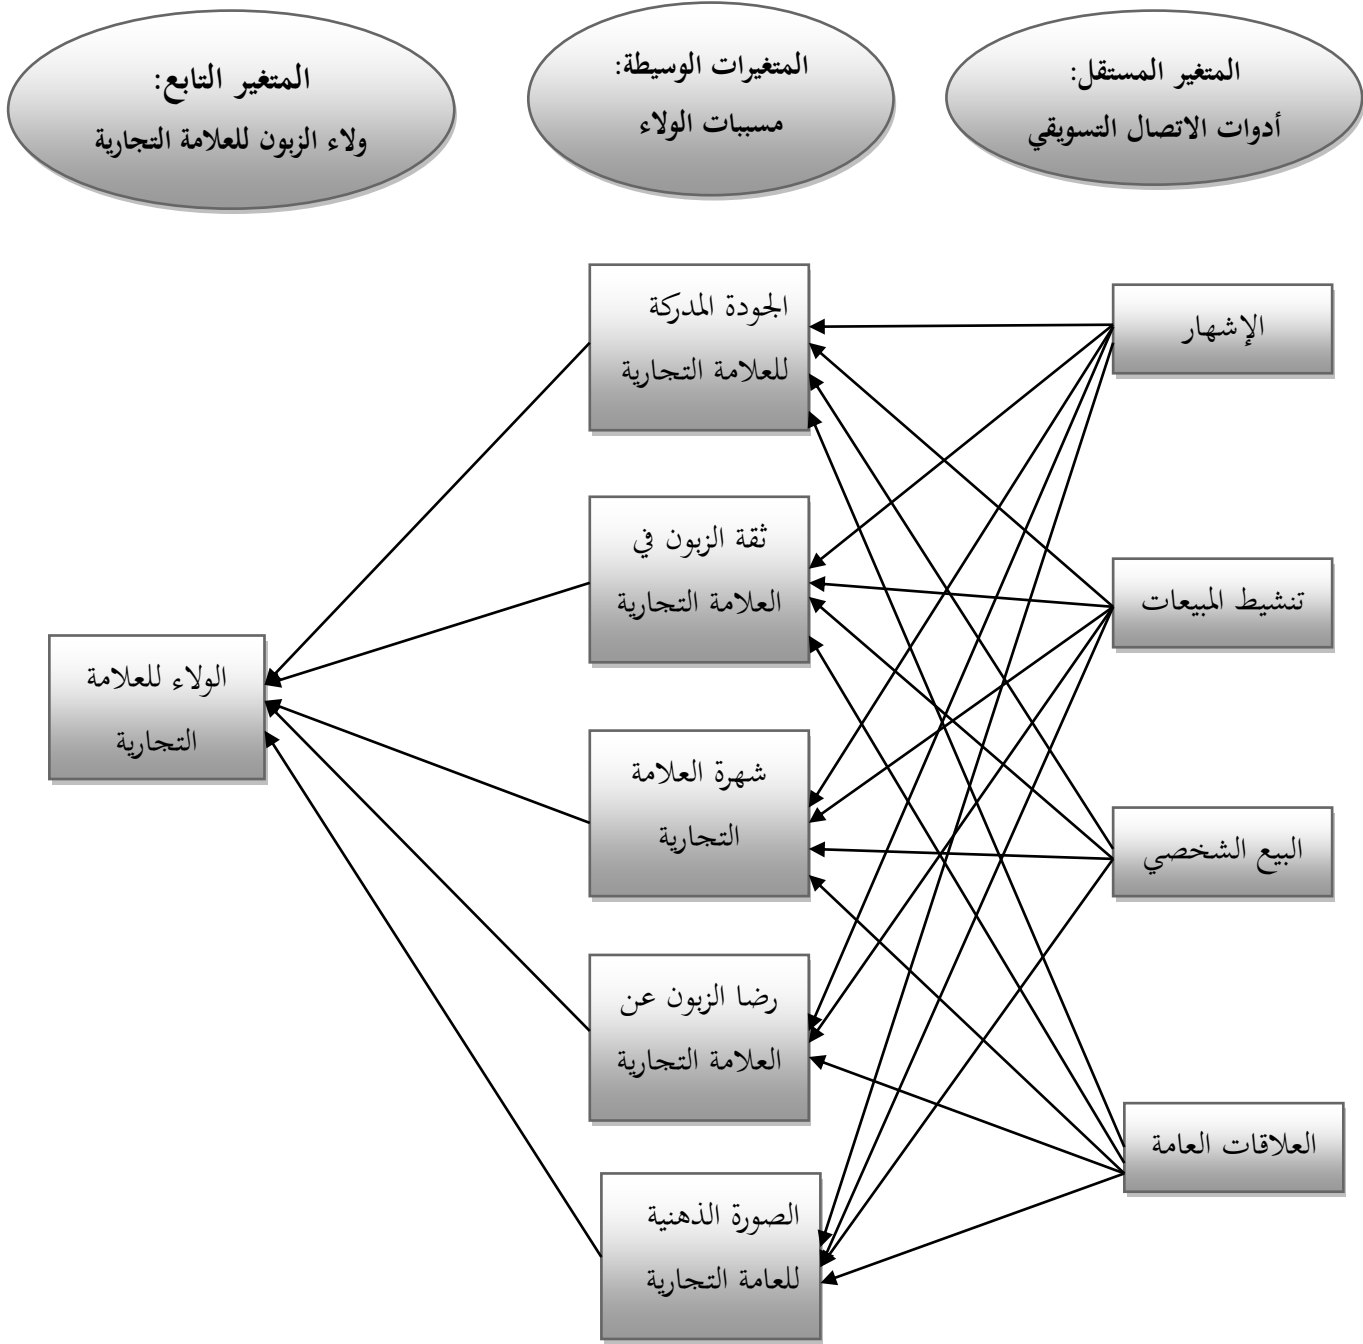 المتغير المستقل:
أدوات الاتصال التسويقي
المتغيرات الوسيطة:
مسببات الولاء
المتغير التابع:
ولاء الزبون للعلامة التجارية
الإشهار
تنشيط المبيعات
البيع الشخصي
العلاقات العامة
الجودة المدركة
للعلامة التجارية
ثقة الزبون في
العلامة التجارية
شهرة العلامة
التجارية
رضا الزبون عن
العلامة التجارية
الصورة الذهنية
للعامة التجارية
الولاء للعلامة
التجارية